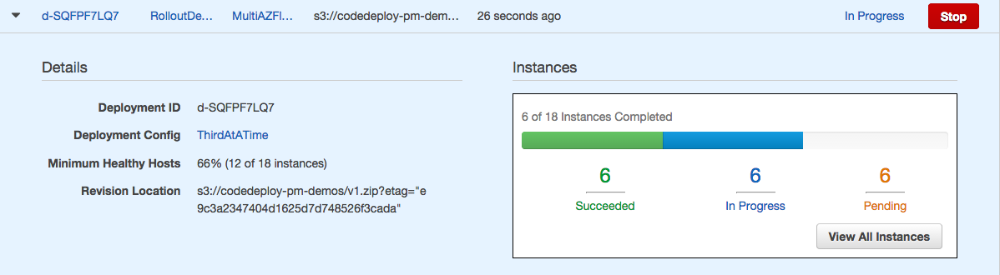 d-SQFPF7LQ7 RolloutDe... MultiAZFl... s3://codedeploy-pm-dem... 26 seconds ago In Progress Stop
Details
Deployment ID d-SQFPF7LQ7
Deployment Config ThirdAtATime
Minimum Healthy Hosts 66% (12 of 18 instances)
Revision Location s3://codedeploy-pm-demos/v1.zip?etag="e
9c3a2347404d1625d7d748526f3cada"
Instances
6 of 18 Instances Completed
6 6 6
Succeeded In Progress Pending
View All Instances